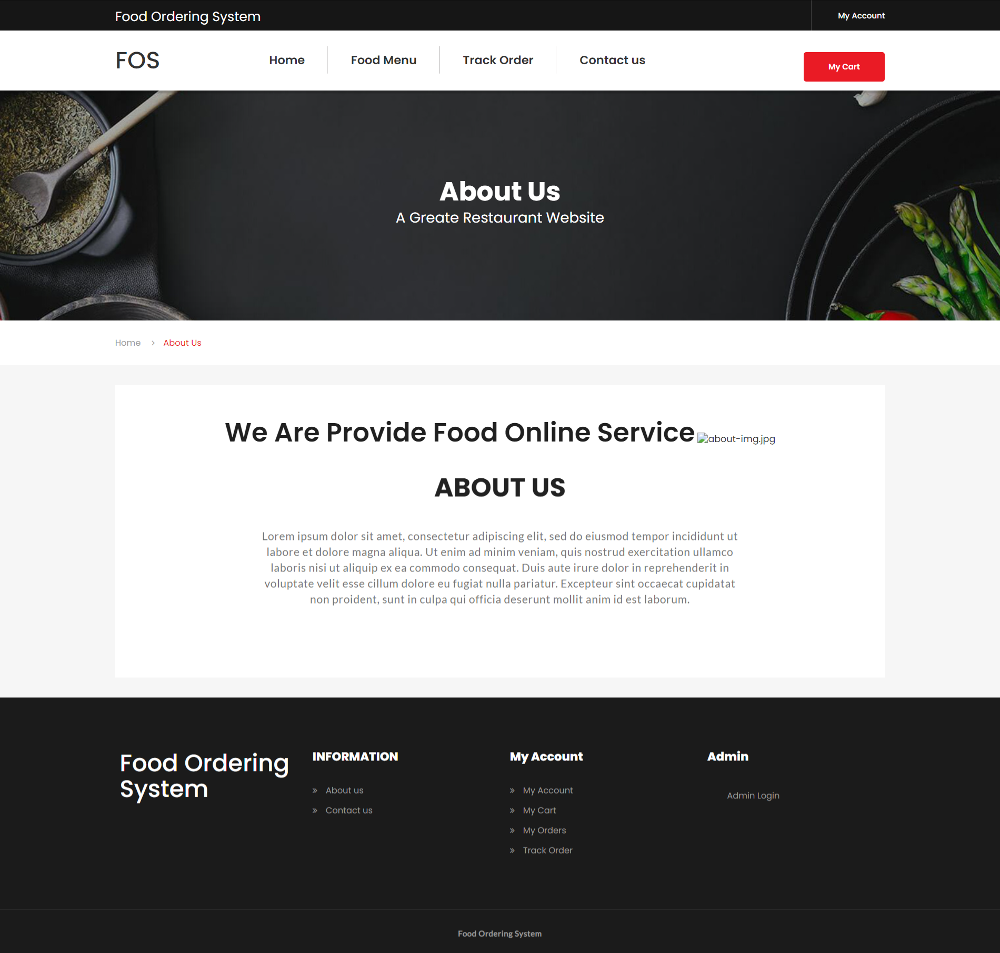 Food Ordering System
My Account
FOS
Home
Food Menu
Track Order
Contact us
My Cart
About Us
A Greate Restaurant Website
Home
About Us
We Are Provide Food Online Service
about-img.jpg
ABOUT US
Lorem ipsum dolor sit amet, consectetur adipiscing elit, sed do eiusmod tempor incididunt ut
labore et dolore magna aliqua. Ut enim ad minim veniam, quis nostrud exercitation ullamco
laboris nisi ut aliquip ex ea commodo consequat. Duis aute irure dolor in reprehenderit in
voluptate velit esse cillum dolore eu fugiat nulla pariatur. Excepteur sint occaecat cupidatat
non proident, sunt in culpa qui officia deserunt mollit anim id est laborum.
Food Ordering
System
INFORMATION
About us
Contact us
My Account
My Account
My Cart
My Orders
Track Order
Admin
Admin Login
Food Ordering System